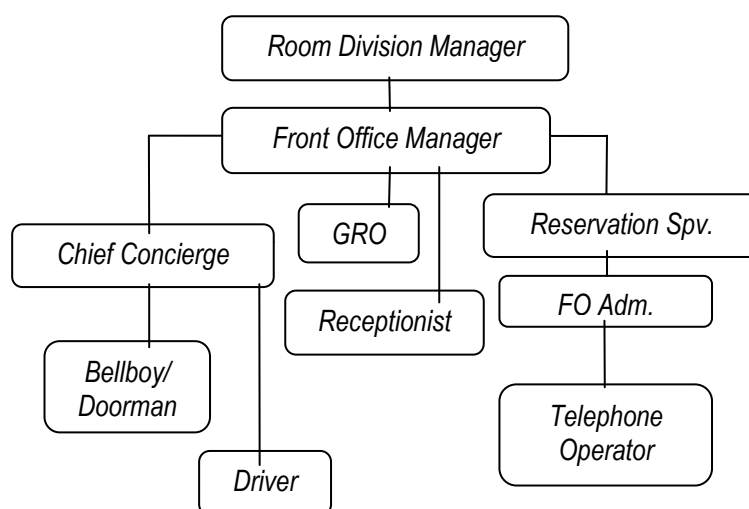 Room Division Manager
Front Office Manager
GRO
Reservation Spv.
Chief Concierge
FO Adm.
Receptionist
Bellboy/
Doorman
Telephone
Operator
Driver